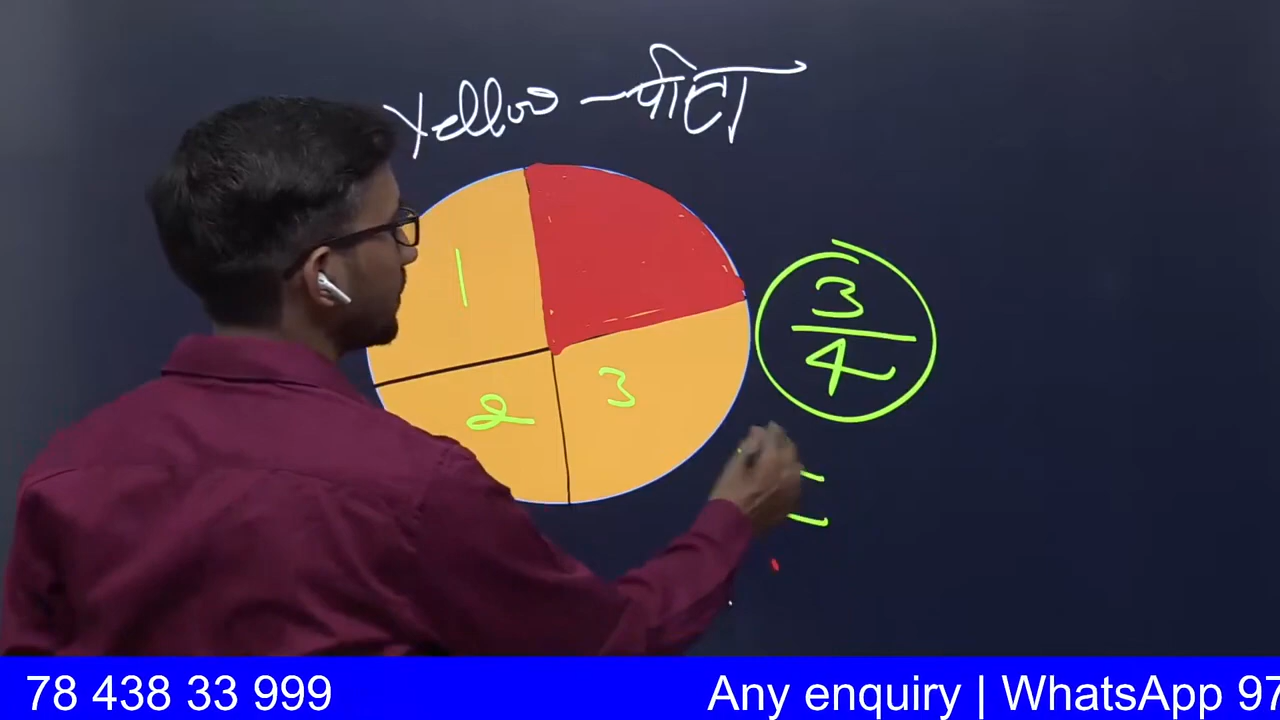 Yellow - पीला
1
3
4
2
3
=
78 438 33 999
Any enquiry | WhatsApp 97